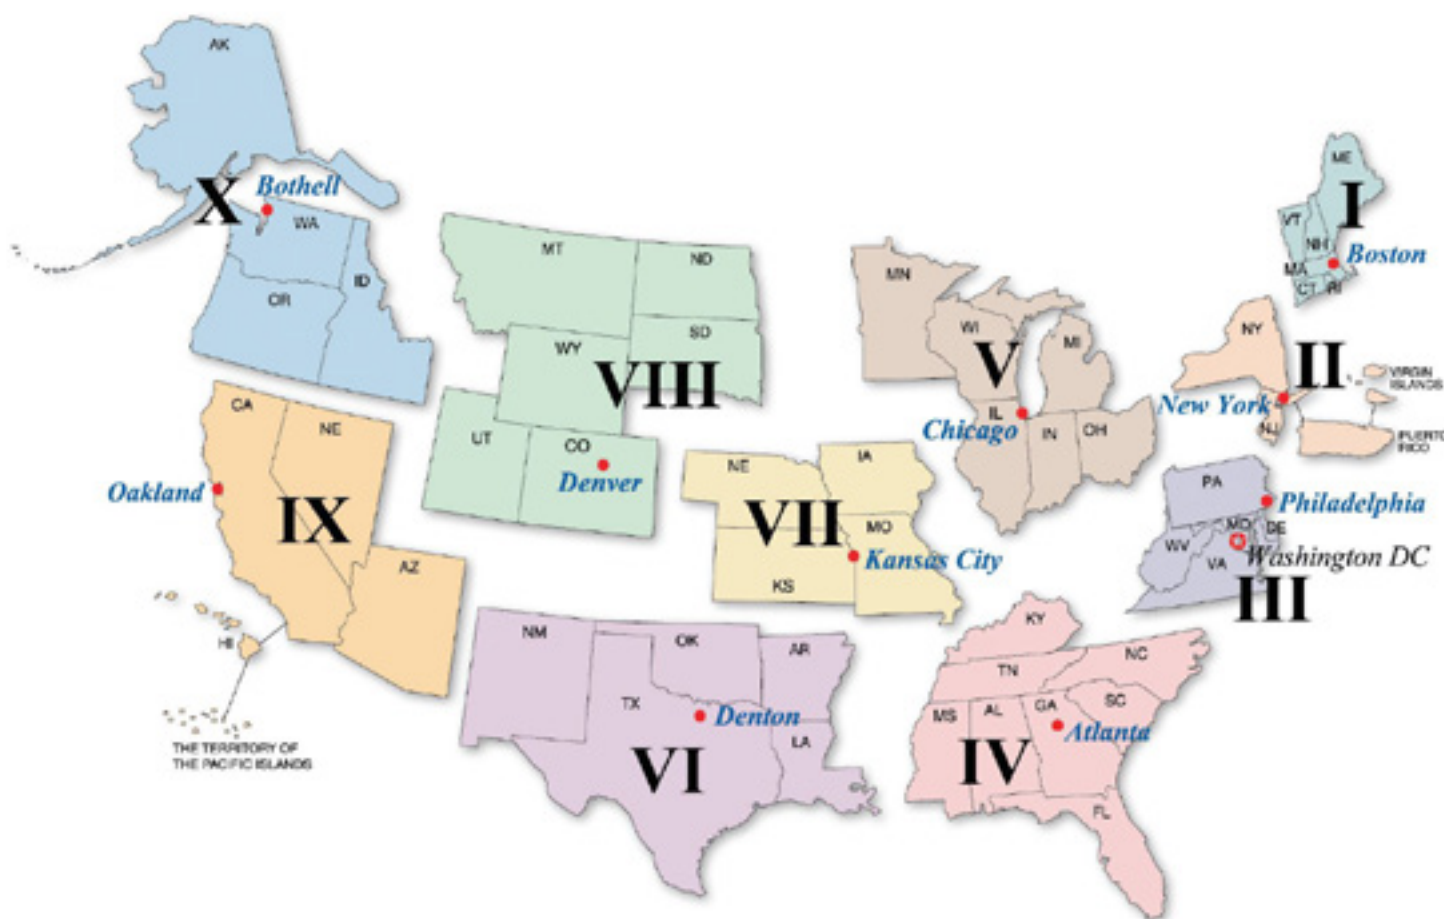 AK
X
Bothell
WA
OR
ID
MT
ND
SD
WY
VIII
UT
CO
Denver
CA
NE
Oakland
IX
AZ
HI
THE TERRITORY OF
THE PACIFIC ISLANDS
NE
IA
VII
MO
Kansas City
KS
MN
WI
MI
V
IL
Chicago
IN
OH
ME
I
VT
NH
Boston
MA
CT
RI
NY
II
VIRGIN
ISLANDS
New York
NJ
PUERTO
RICO
PA
Philadelphia
MD
DE
WV
Washington DC
VA
III
NM
OK
AR
TX
Denton
LA
VI
KY
NC
TN
SC
MS
AL
GA
Atlanta
IV
FL